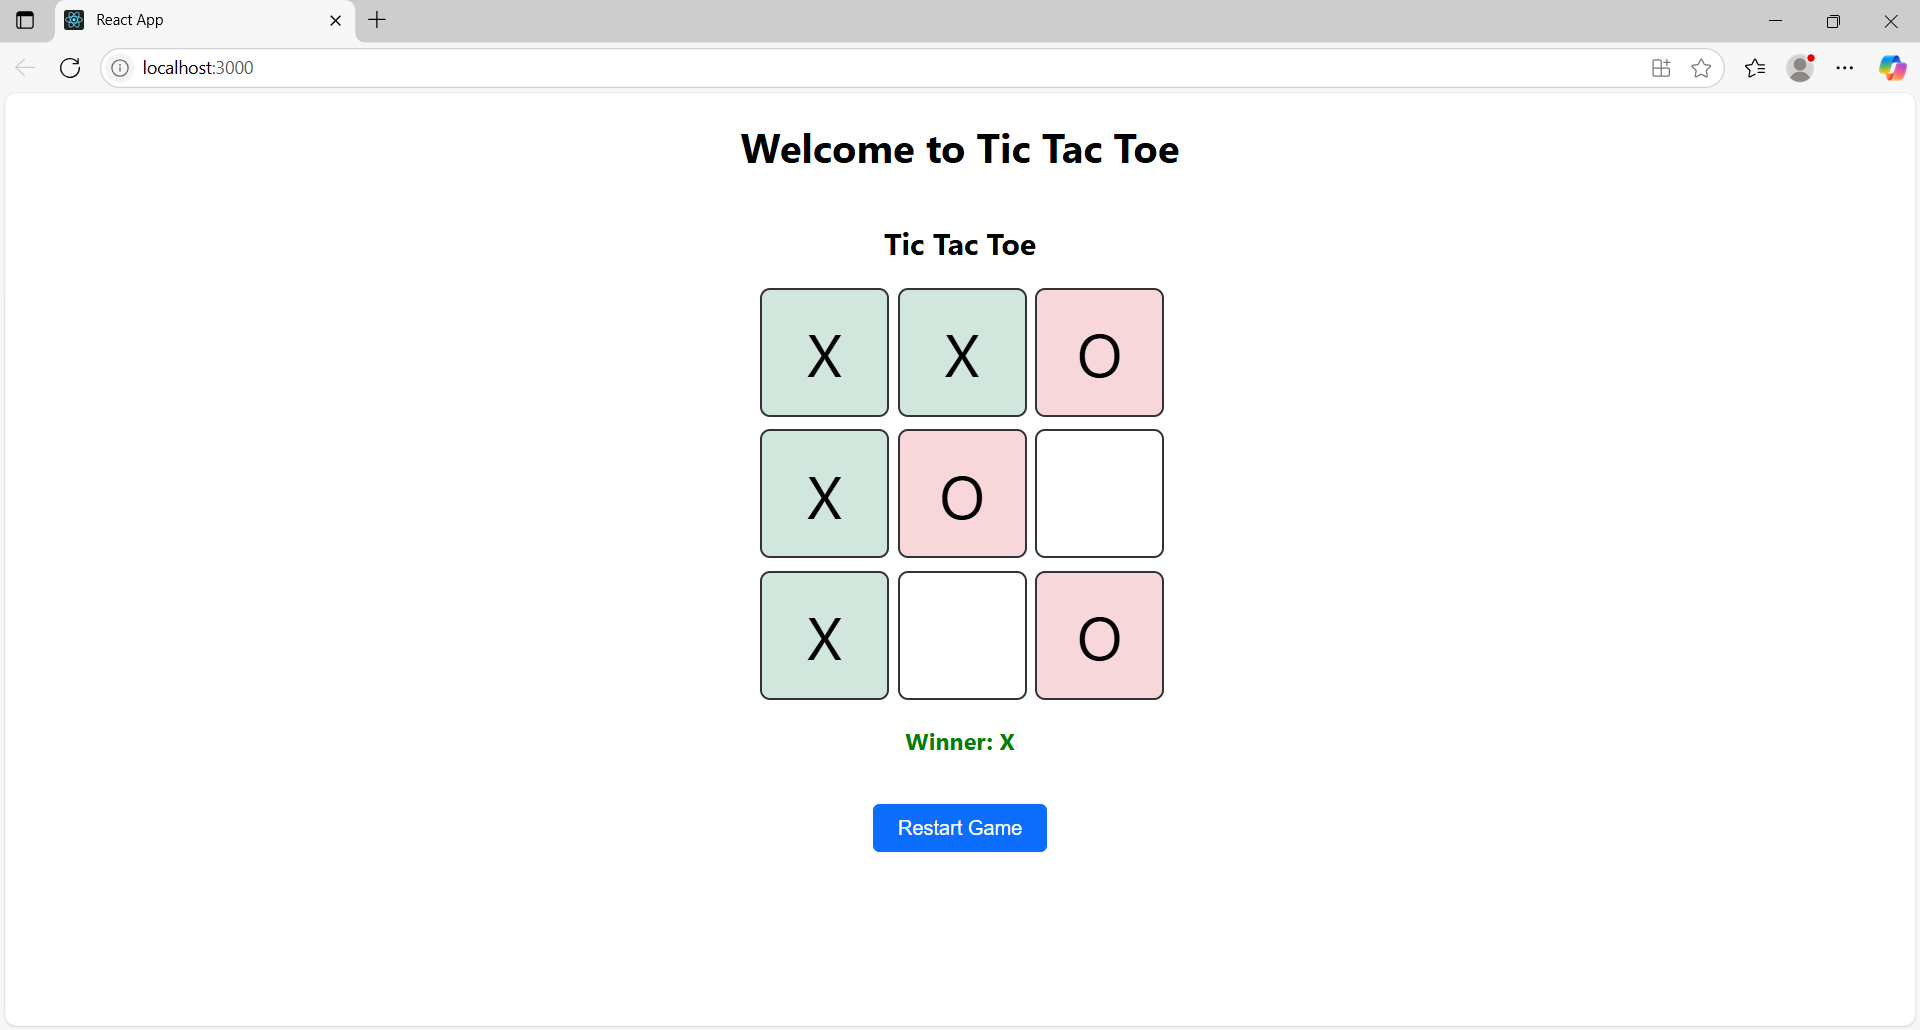 React App
localhost:3000
Welcome to Tic Tac Toe
Tic Tac Toe
X X O
X O
X O
Winner: X
Restart Game